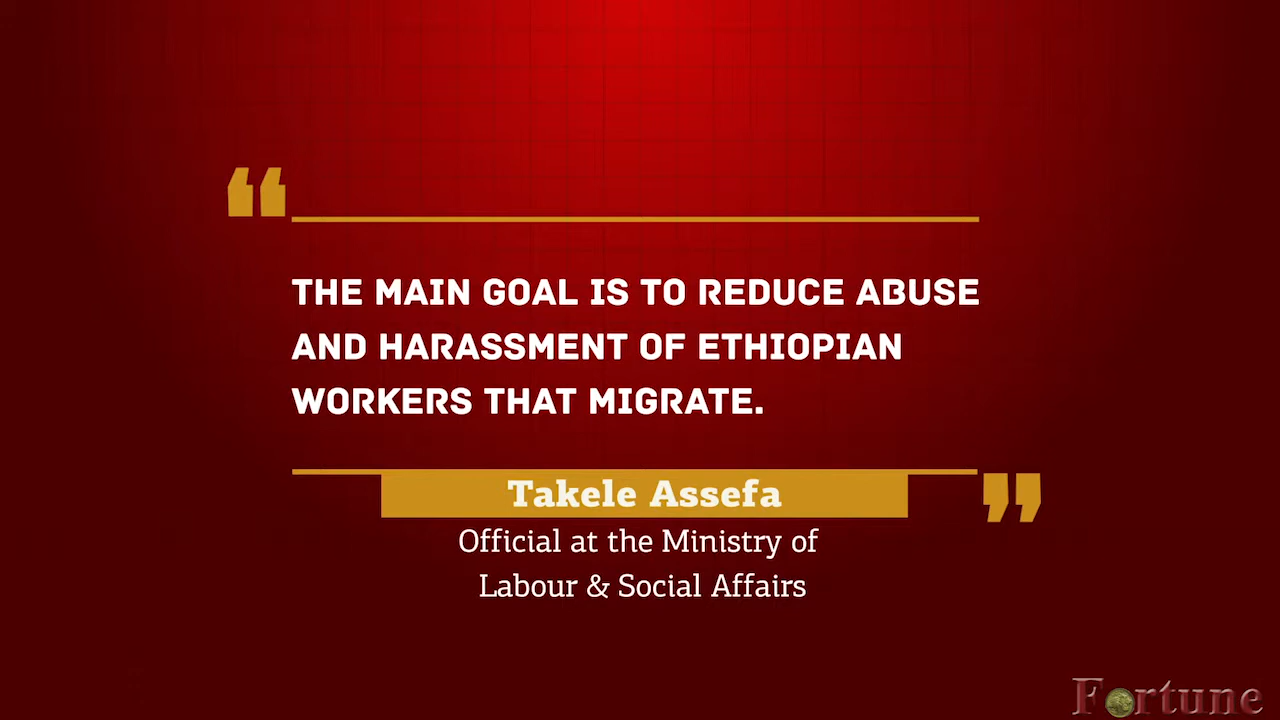 “
THE MAIN GOAL IS TO REDUCE ABUSE
AND HARASSMENT OF ETHIOPIAN
WORKERS THAT MIGRATE.
”
Takele Assefa
Official at the Ministry of
Labour & Social Affairs
Fortune